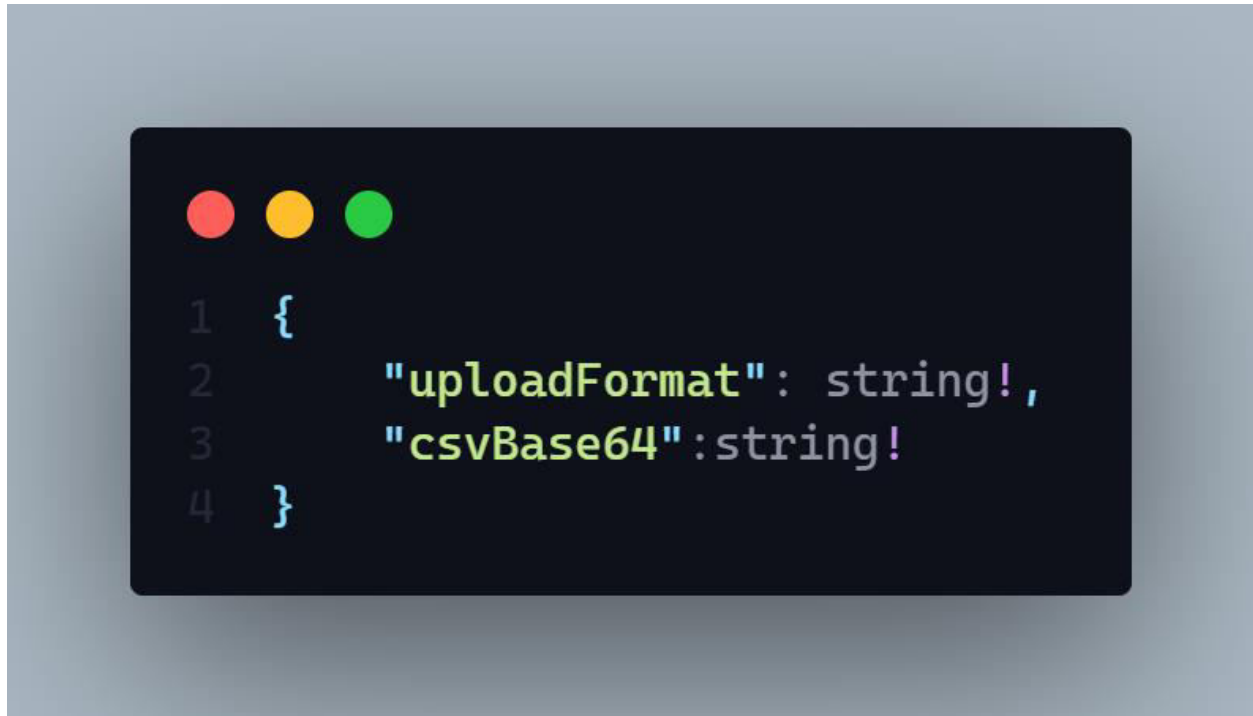 1 {
2 "uploadFormat": string!,
3 "csvBase64":string!
4 }